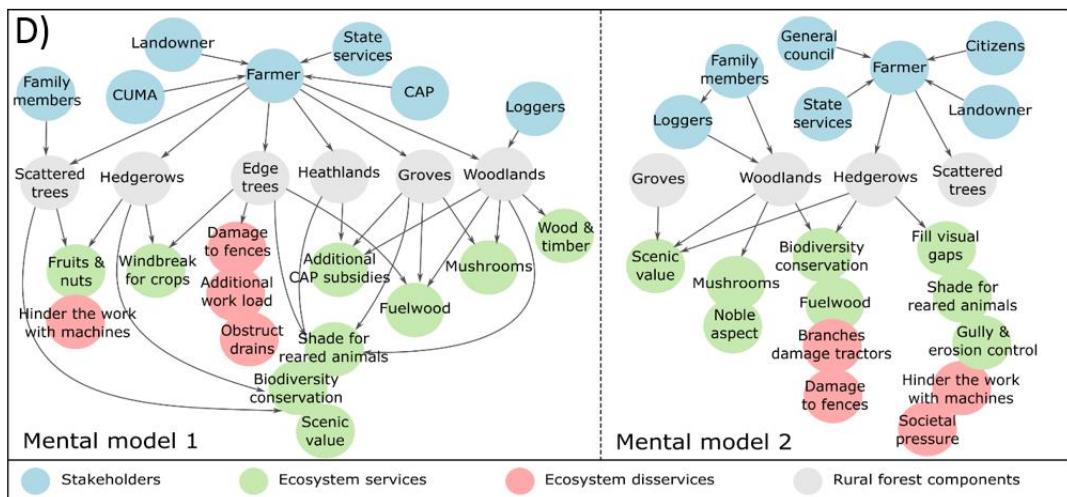 D)
Landowner
State
services
Family
members
CUMA
Farmer
CAP
Loggers
Scattered
trees
Hedgerows
Edge
trees
Heathlands
Groves
Woodlands
Fruits &
nuts
Hinder the work
with machines
Windbreak
for crops
Damage
to fences
Additional
work load
Obstruct
drains
Additional
CAP subsidies
Fuelwood
Mushrooms
Wood &
timber
Shade for
reared animals
Biodiversity
conservation
Scenic
value
Mental model 1
General
council
Citizens
Family
members
Farmer
Loggers
State
services
Landowner
Groves
Woodlands
Hedgerows
Scattered
trees
Scenic
value
Mushrooms
Noble
aspect
Biodiversity
conservation
Fuelwood
Branches
damage tractors
Damage
to fences
Fill visual
gaps
Shade for
reared animals
Gully &
erosion control
Hinder the work
with machines
Societal
pressure
Mental model 2
Stakeholders
Ecosystem services
Ecosystem disservices
Rural forest components